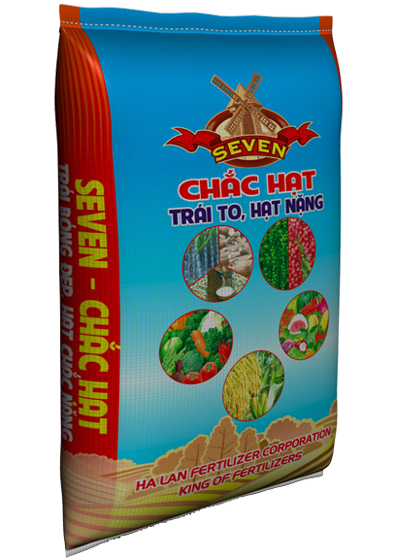 SEVEN
CHẮC HẠT
TRÁI TO, HẠT NẶNG
HA LAN FERTILIZER CORPORATION
KING OF FERTILIZERS
SEVEN - CHẮC HẠT
TRÁI BÓNG ĐẸP, HẠT CHẮC NẶNG